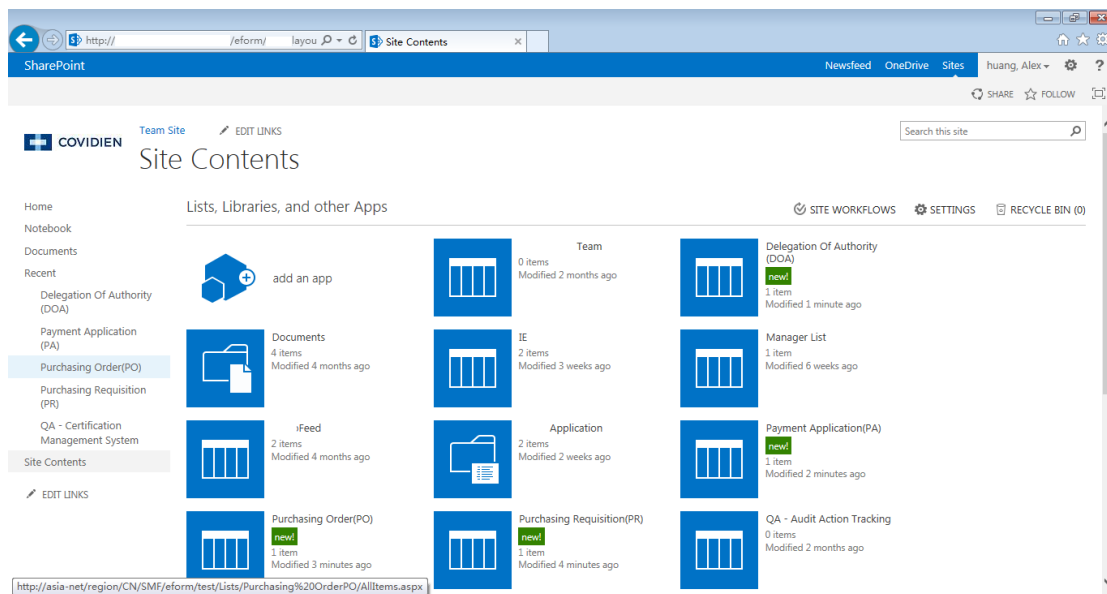 http:// /eform/ layou
Site Contents
SharePoint
Newsfeed OneDrive Sites huang, Alex ?
SHARE FOLLOW
COVIDIEN
Team Site EDIT LINKS
Search this site
Site Contents
Home
Notebook
Documents
Recent
Delegation Of Authority
(DOA)
Payment Application
(PA)
Purchasing Order(PO)
Purchasing Requisition
(PR)
QA - Certification
Management System
Site Contents
EDIT LINKS
Lists, Libraries, and other Apps
SITE WORKFLOWS SETTINGS RECYCLE BIN (0)
add an app
Team
0 items
Modified 2 months ago
Delegation Of Authority
(DOA)
new!
1 item
Modified 1 minute ago
Documents
4 items
Modified 4 months ago
IE
2 items
Modified 3 weeks ago
Manager List
1 item
Modified 6 weeks ago
Feed
2 items
Modified 4 months ago
Application
2 items
Modified 2 weeks ago
Payment Application(PA)
new!
1 item
Modified 2 minutes ago
Purchasing Order(PO)
new!
1 item
Modified 3 minutes ago
Purchasing Requisition(PR)
new!
1 item
Modified 4 minutes ago
QA - Audit Action Tracking
0 items
Modified 2 months ago
http://asia-net/region/CN/SMF/eform/test/Lists/Purchasing%20OrderPO/AllItems.aspx